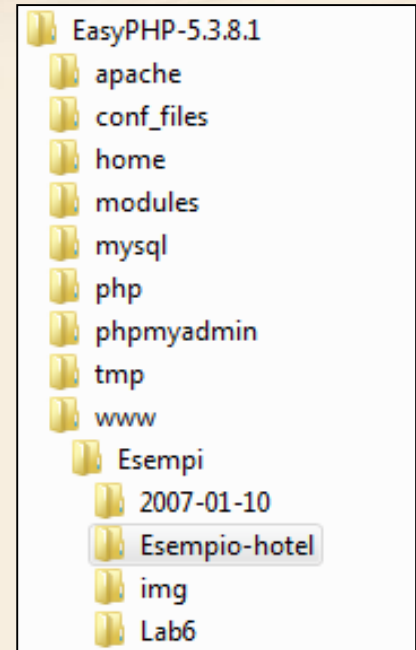 EasyPHP-5.3.8.1
apache
conf_files
home
modules
mysql
php
phpmyadmin
tmp
www
Esempi
2007-01-10
Esempio-hotel
img
Lab6